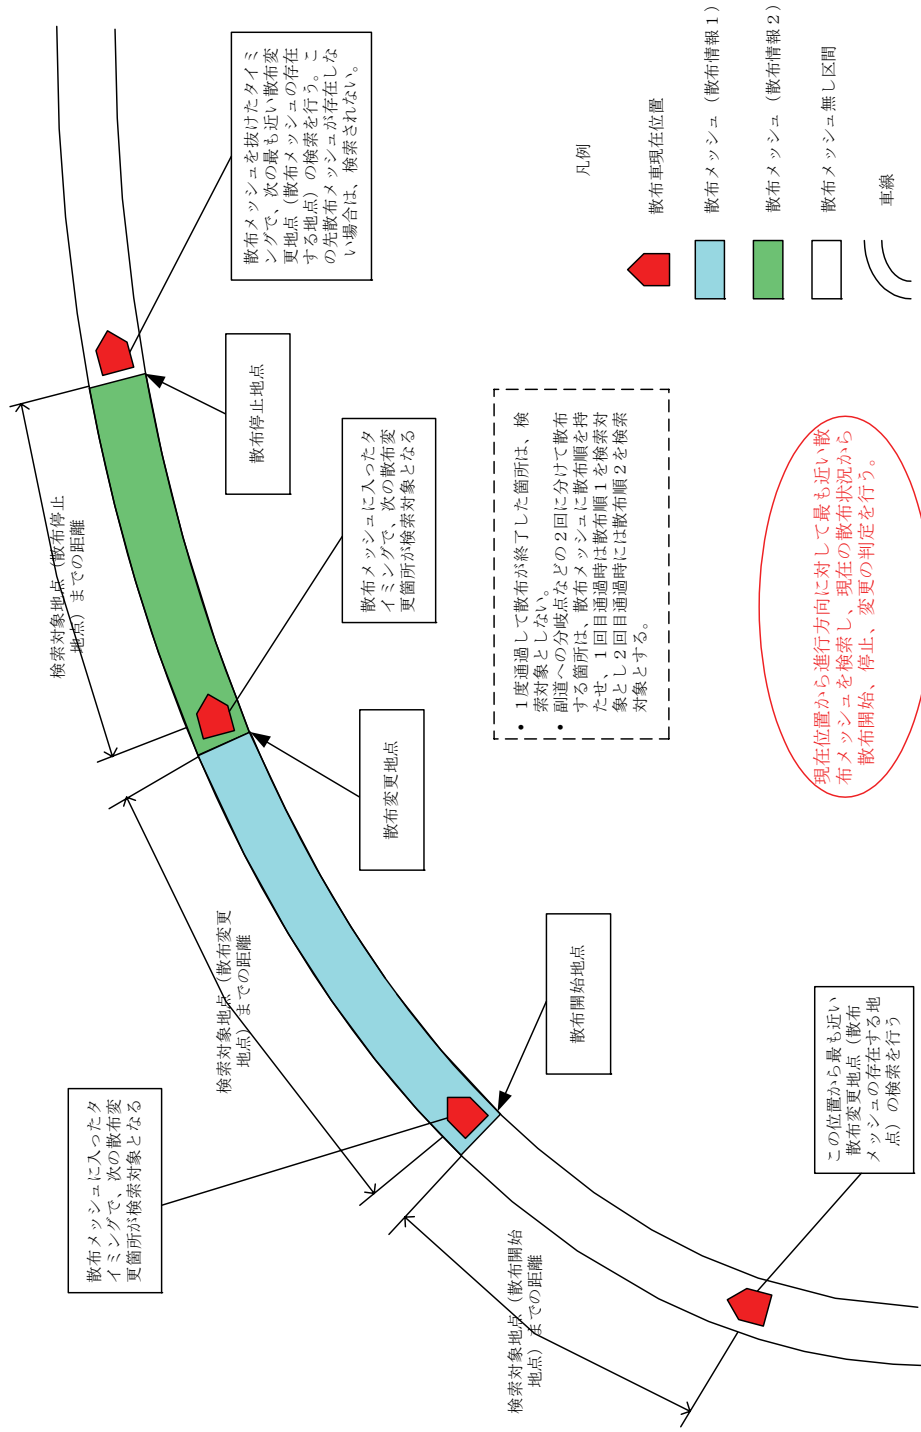 散布メッシュに入ったタ
イミングで、次の散布変
更箇所が検索対象となる
検索対象地点（散布停止
地点）までの距離
検索対象地点（散布変更
地点）までの距離
散布メッシュを抜けたタイミ
ングで、次の最も近い散布変
更地点（散布メッシュの存在
する地点）の検索を行う。こ
の先散布メッシュが存在しな
い場合は、検索されない。
散布停止地点
散布メッシュに入ったタ
イミングで、次の散布変
更箇所が検索対象となる
散布変更地点
検索対象地点（散布開始
地点）までの距離
散布開始地点
・ 1度通過して散布が終了した箇所は、検
索対象としない。
・ 副道への分岐点などの2回に分けて散布
する箇所は、散布メッシュに散布順を持
たせ、1回目通過時は散布順1を検索対
象とし2回目通過時には散布順2を検索
対象とする。
凡例
散布車現在位置
散布メッシュ（散布情報1）
散布メッシュ（散布情報2）
散布メッシュ無し区間
車線
この位置から最も近い
散布変更地点（散布
メッシュの存在する地
点）の検索を行う
現在位置から進行方向に対して最も近い散
布メッシュを検索し、現在の散布状況から
散布開始、停止、変更の判定を行う。